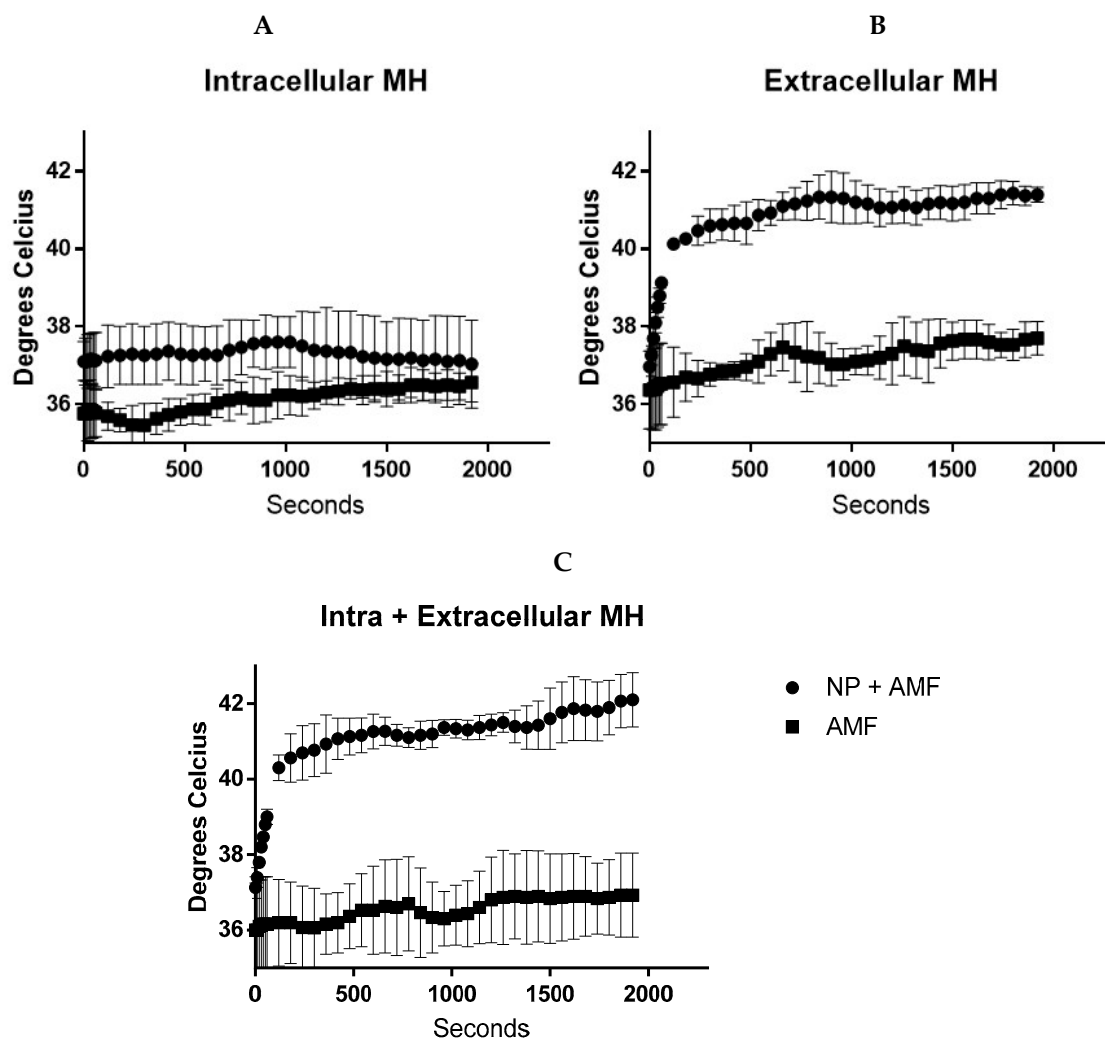 A
Intracellular MH
Degrees Celcius
42
40
38
36
0 500 1000 1500 2000
Seconds
B
Extracellular MH
Degrees Celcius
42
40
38
36
0 500 1000 1500 2000
Seconds
C
Intra + Extracellular MH
Degrees Celcius
42
40
38
36
0 500 1000 1500 2000
Seconds
NP + AMF
AMF